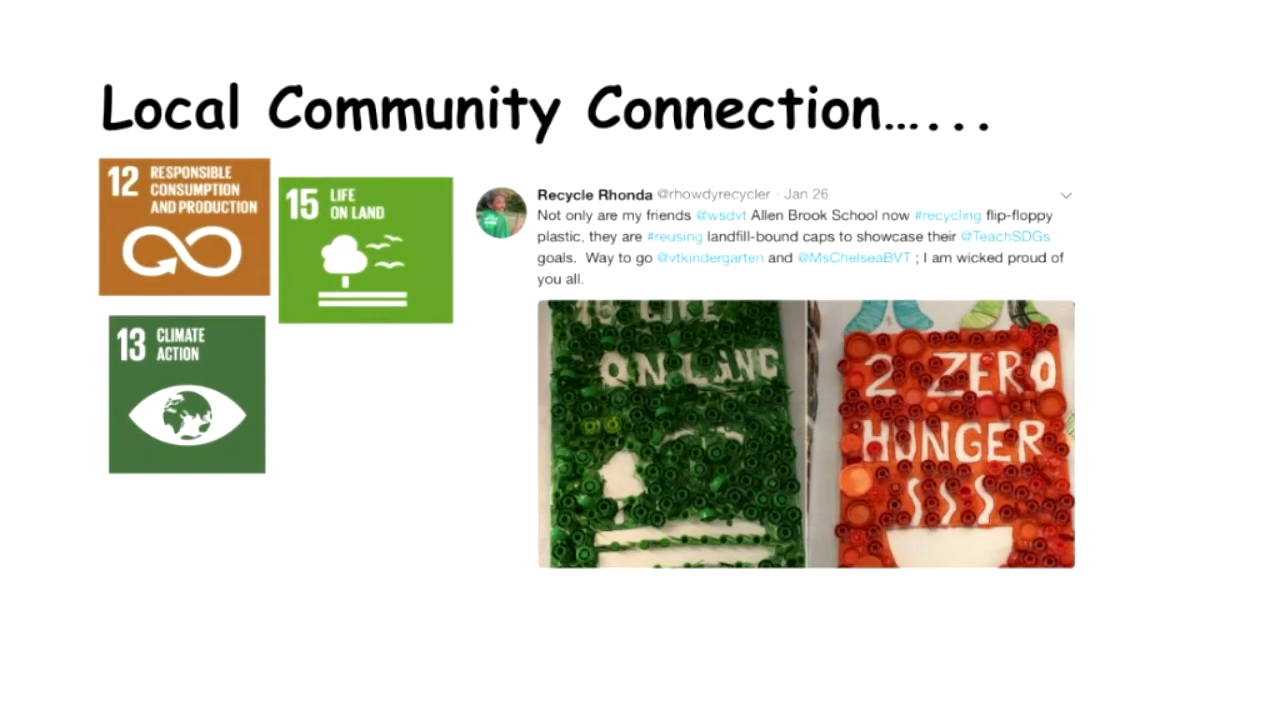 Local Community Connection…...
12 RESPONSIBLE
CONSUMPTION
AND PRODUCTION
15 LIFE
ON LAND
13 CLIMATE
ACTION
Recycle Rhonda @rhowdyrecycler · Jan 26
Not only are my friends @wsdvt Allen Brook School now #recycling flip-floppy
plastic, they are #reusing landfill-bound caps to showcase their @TeachSDGs
goals. Way to go @vtkindergarten and @MsChelseaBVT ; I am wicked proud of
you all.
LIFE
ON LAND
2 ZERO
HUNGER